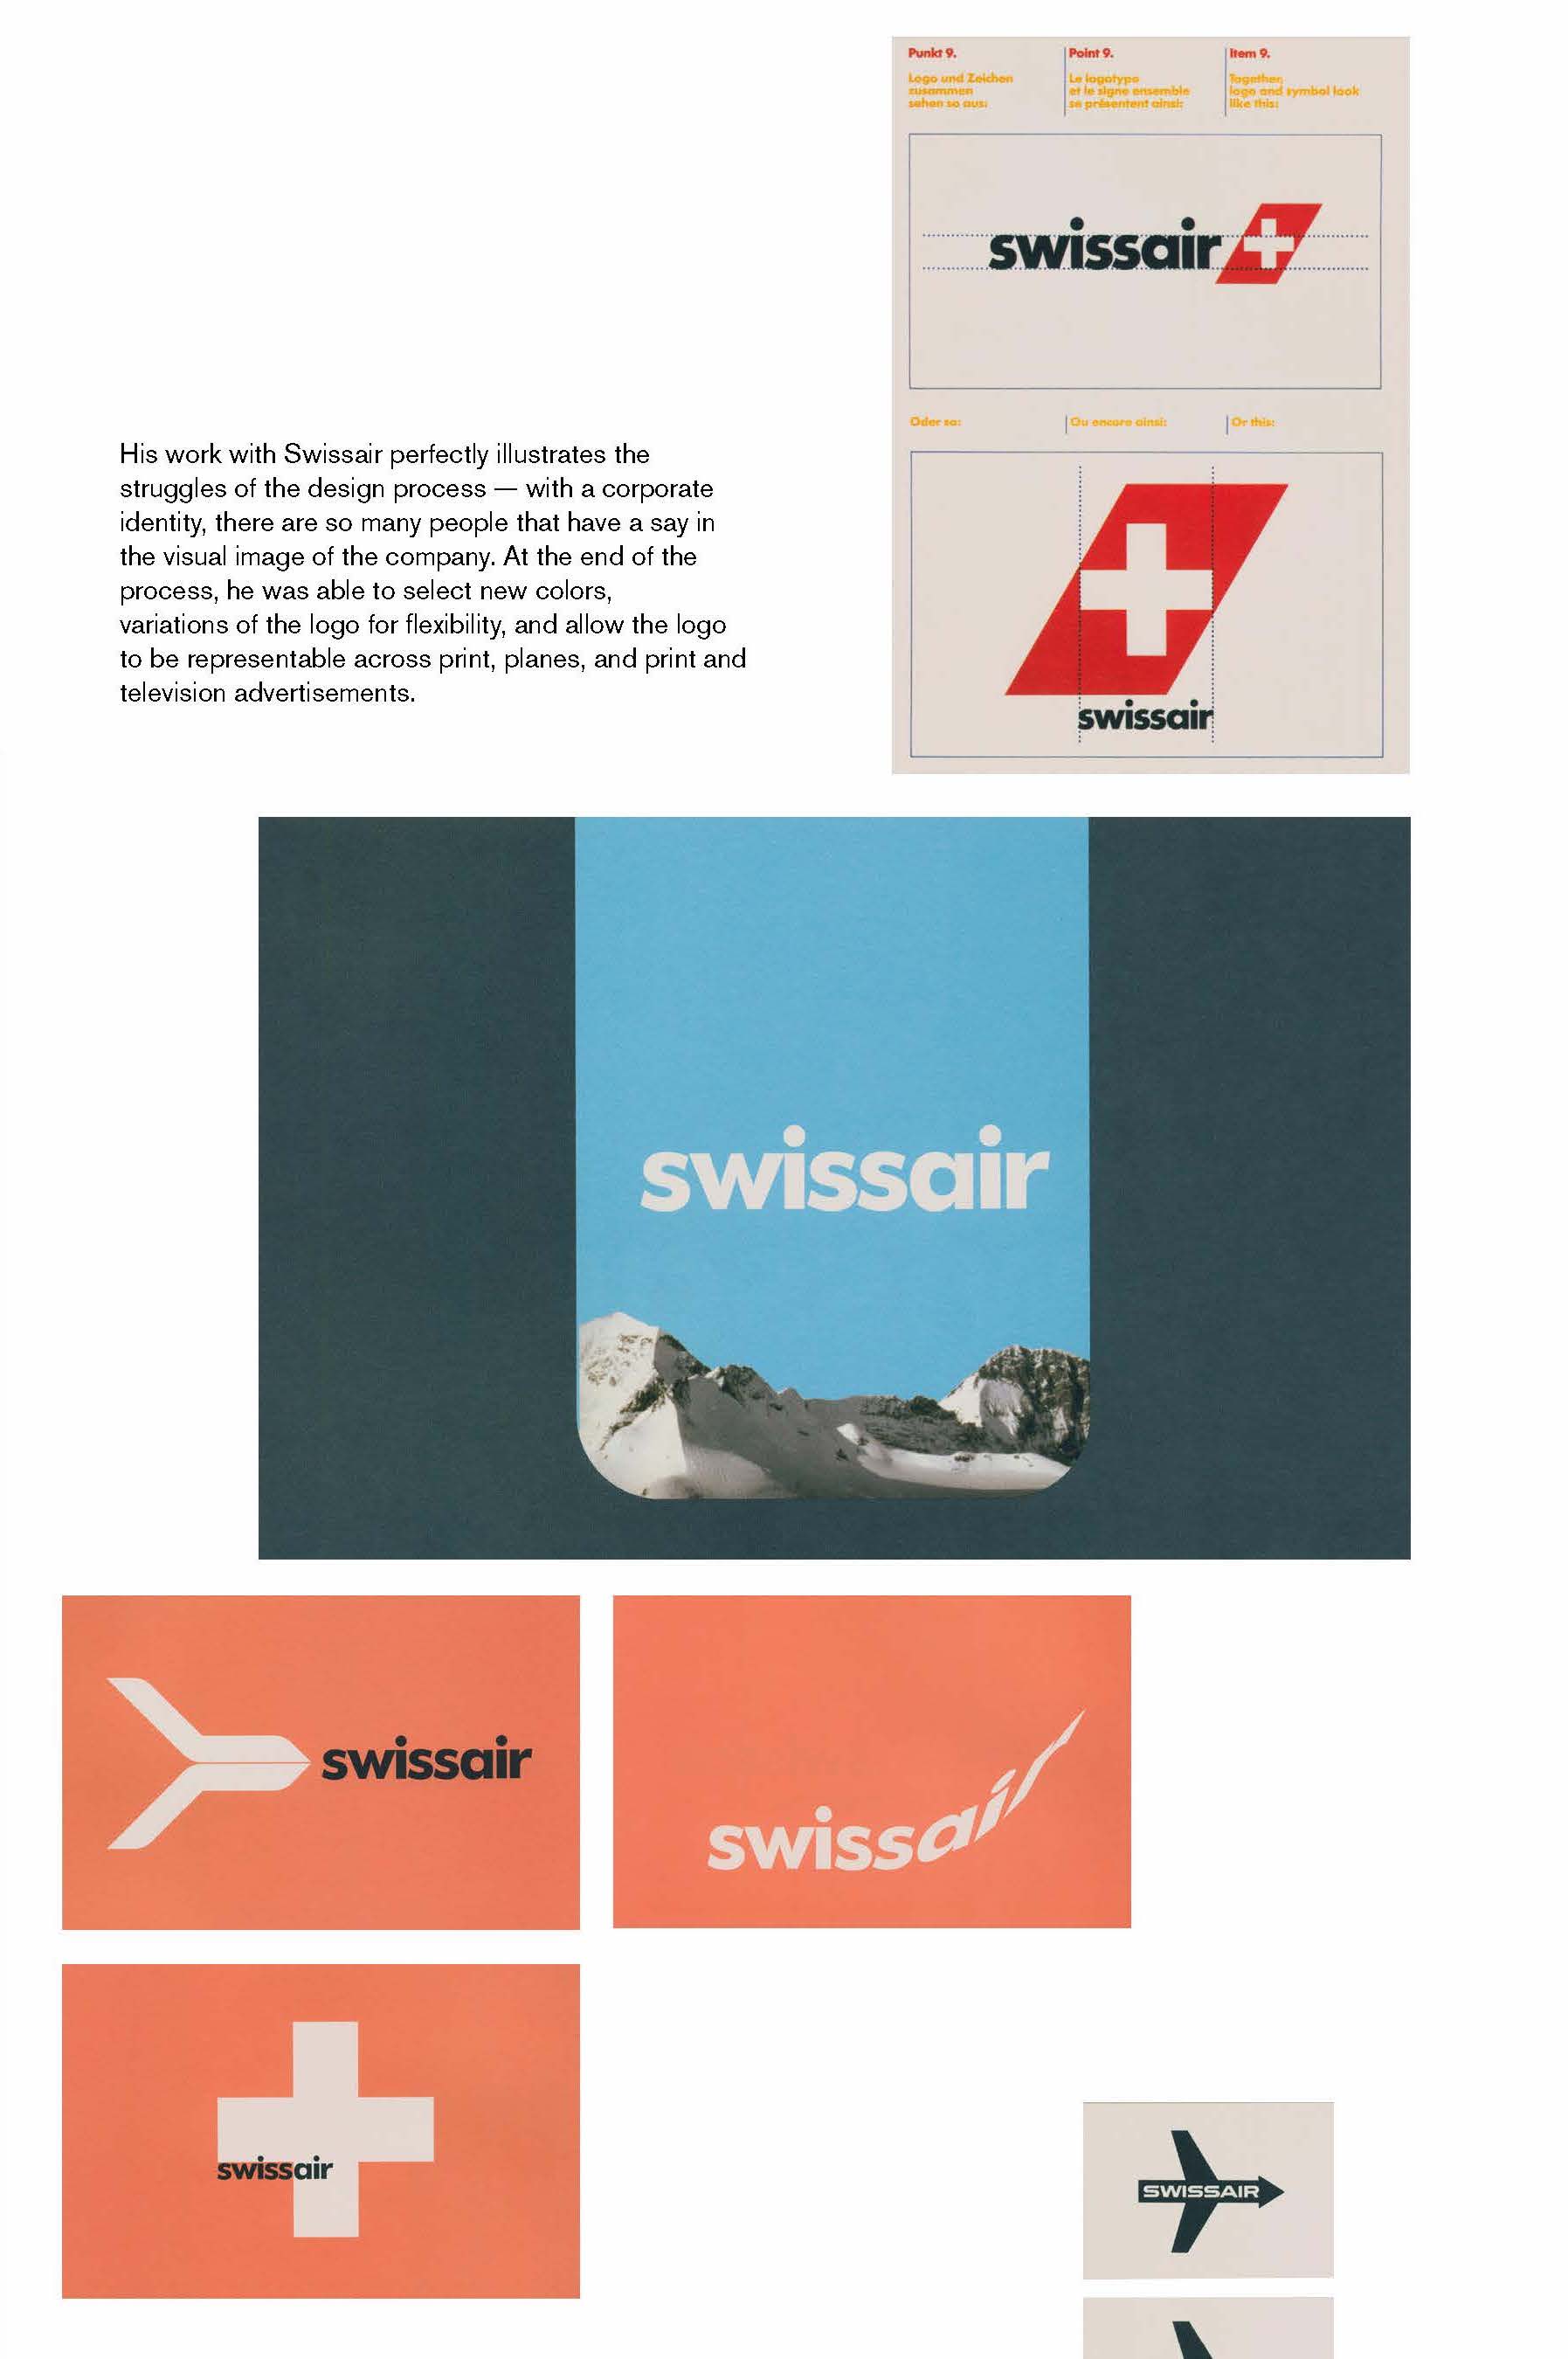 Punkt 9.
Logo und Zeichen
zusammen
sehen so aus:
Point 9.
Le logotype
et le signe ensemble
se présentent ainsi:
Item 9.
Together,
logo and symbol look
like this:
swissair
Oder so:
Ou encore ainsi:
Or this:
swissair
His work with Swissair perfectly illustrates the
struggles of the design process — with a corporate
identity, there are so many people that have a say in
the visual image of the company. At the end of the
process, he was able to select new colors,
variations of the logo for flexibility, and allow the logo
to be representable across print, planes, and print and
television advertisements.
swissair
swissair
swissair
swissair
SWISSAIR